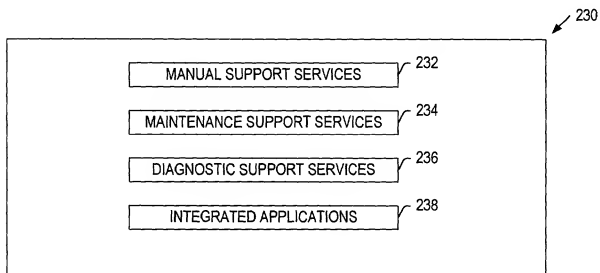 230
MANUAL SUPPORT SERVICES 232
MAINTENANCE SUPPORT SERVICES 234
DIAGNOSTIC SUPPORT SERVICES 236
INTEGRATED APPLICATIONS 238